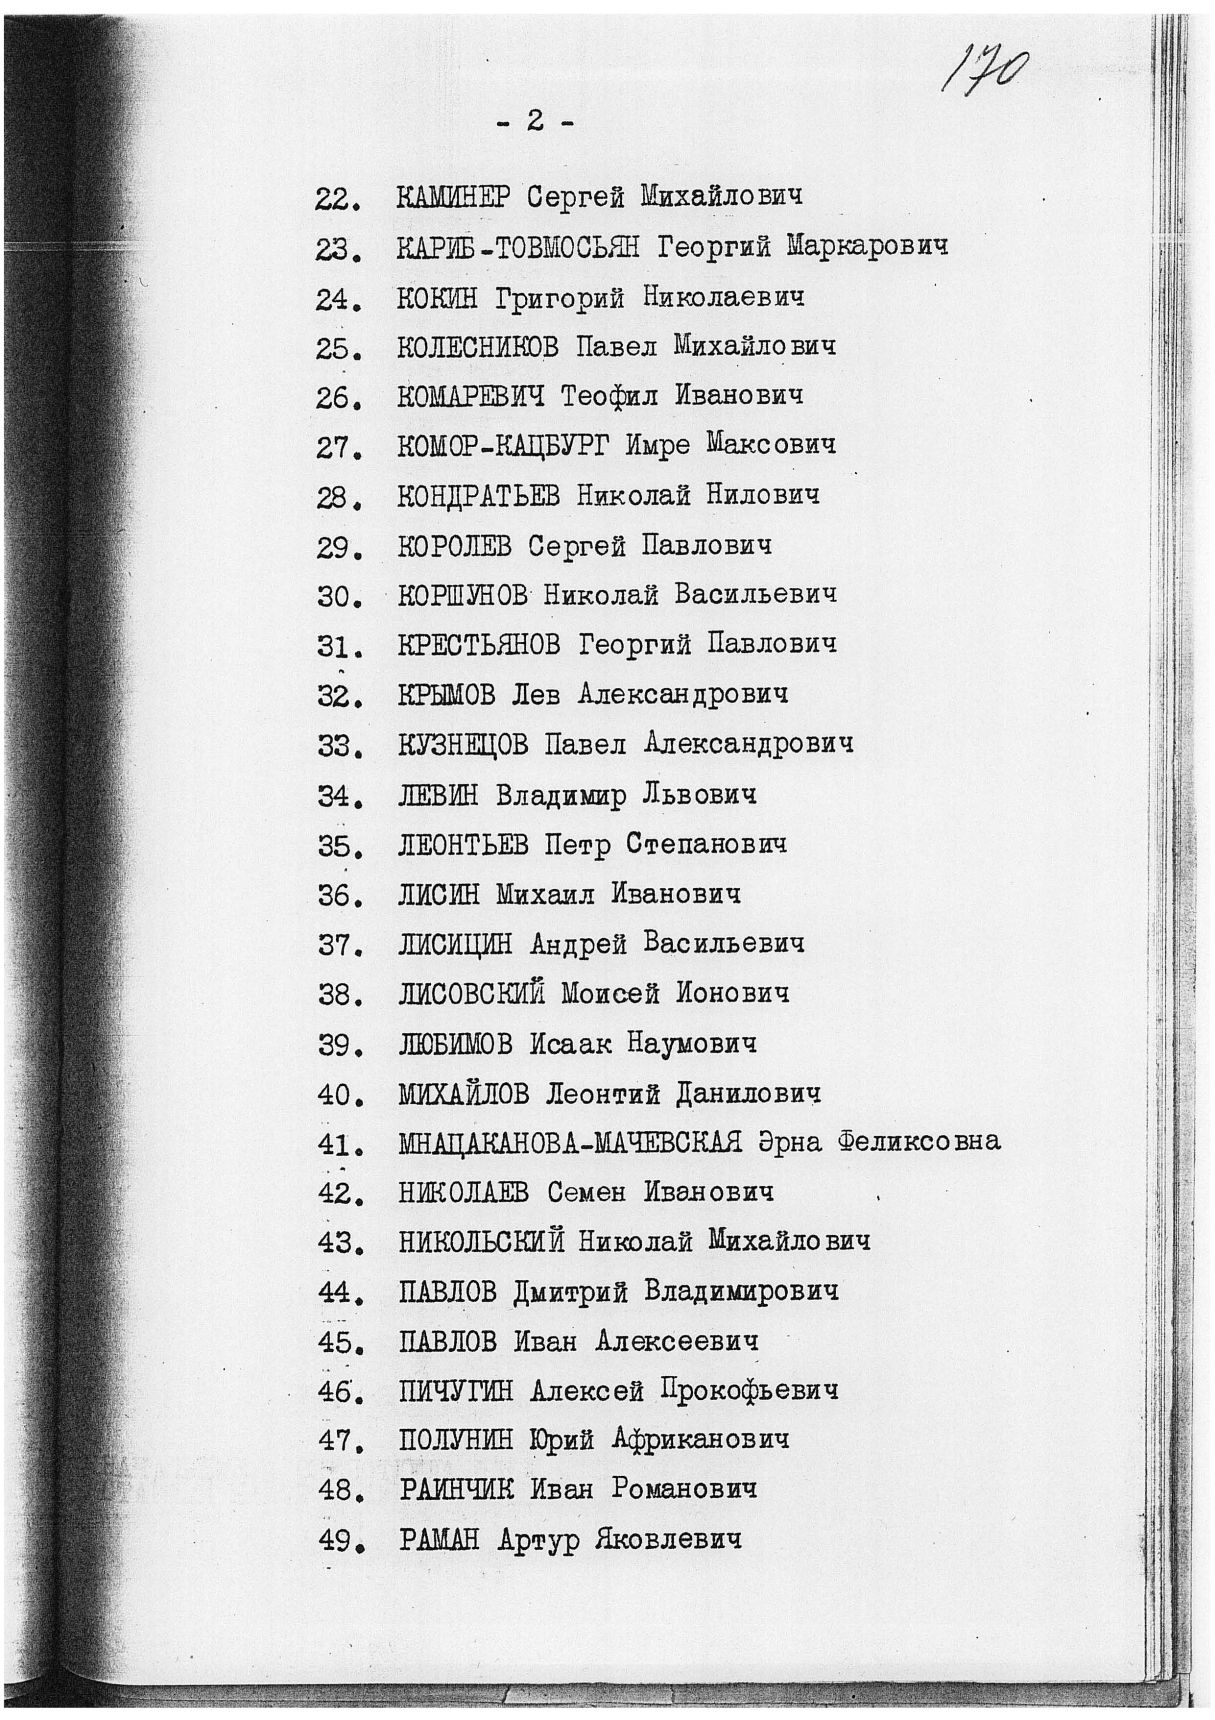 170
- 2 -
22. КАМИНЕР Сергей Михайлович
23. КАРИБ-ТОВМОСЬЯН Георгий Маркарович
24. КОКИН Григорий Николаевич
25. КОЛЕСНИКОВ Павел Михайлович
26. КОМАРЕВИЧ Теофил Иванович
27. КОМОР-КАЦБУРГ Имре Максович
28. КОНДРАТЬЕВ Николай Нилович
29. КОРОЛЕВ Сергей Павлович
30. КОРШУНОВ Николай Васильевич
31. КРЕСТЬЯНОВ Георгий Павлович
32. КРЫМОВ Лев Александрович
33. КУЗНЕЦОВ Павел Александрович
34. ЛЕВИН Владимир Львович
35. ЛЕОНТЬЕВ Петр Степанович
36. ЛИСИН Михаил Иванович
37. ЛИСИЦИН Андрей Васильевич
38. ЛИСОВСКИЙ Моисей Ионович
39. ЛЮБИМОВ Исаак Наумович
40. МИХАЙЛОВ Леонтий Данилович
41. МНАЦАКАНОВА-МАЧЕВСКАЯ Эрна Феликсовна
42. НИКОЛАЕВ Семен Иванович
43. НИКОЛЬСКИЙ Николай Михайлович
44. ПАВЛОВ Дмитрий Владимирович
45. ПАВЛОВ Иван Алексеевич
46. ПИЧУГИН Алексей Прокофьевич
47. ПОЛУНИН Юрий Африканович
48. РАИНЧИК Иван Романович
49. РАМАН Артур Яковлевич